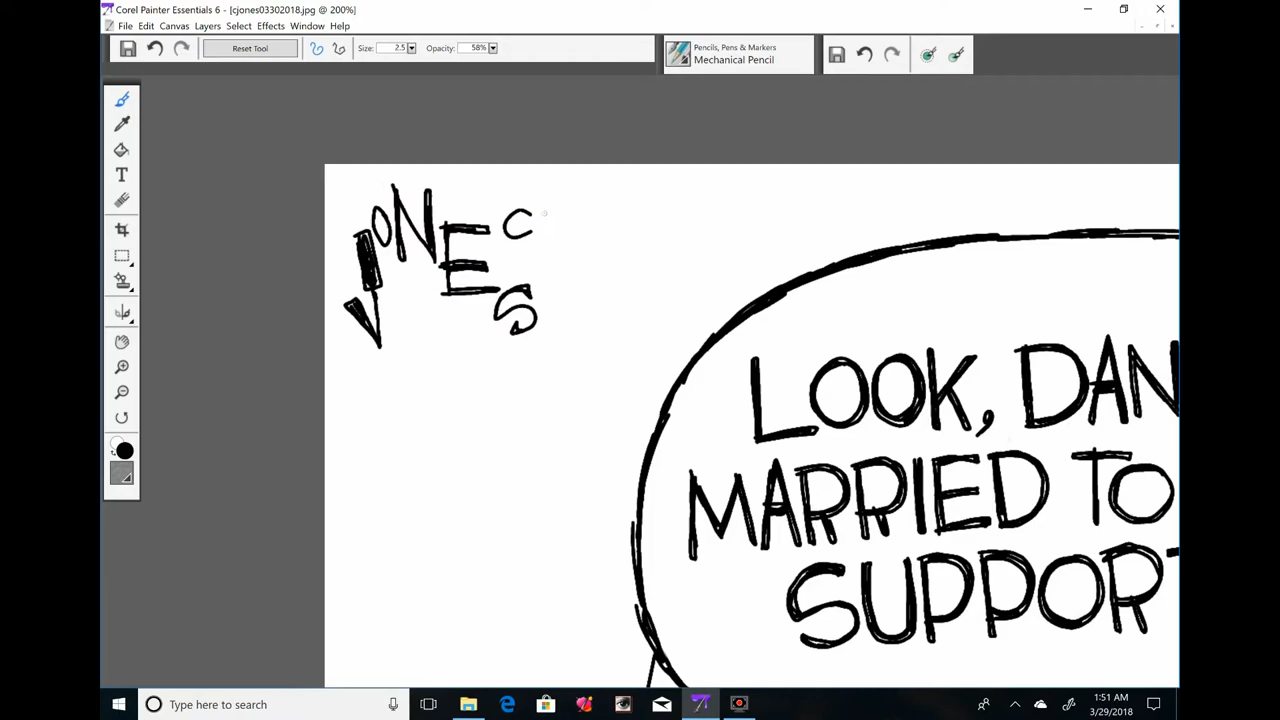 Corel Painter Essentials 6 - [cjones03302018.jpg @ 200%]
File Edit Canvas Layers Select Effects Window Help
Reset Tool Size: 2.5 Opacity: 58% Pencils, Pens & Markers
Mechanical Pencil
JONES C
LOOK, DAN
MARRIED TO
SUPPORT
Type here to search
1:51 AM
3/29/2018